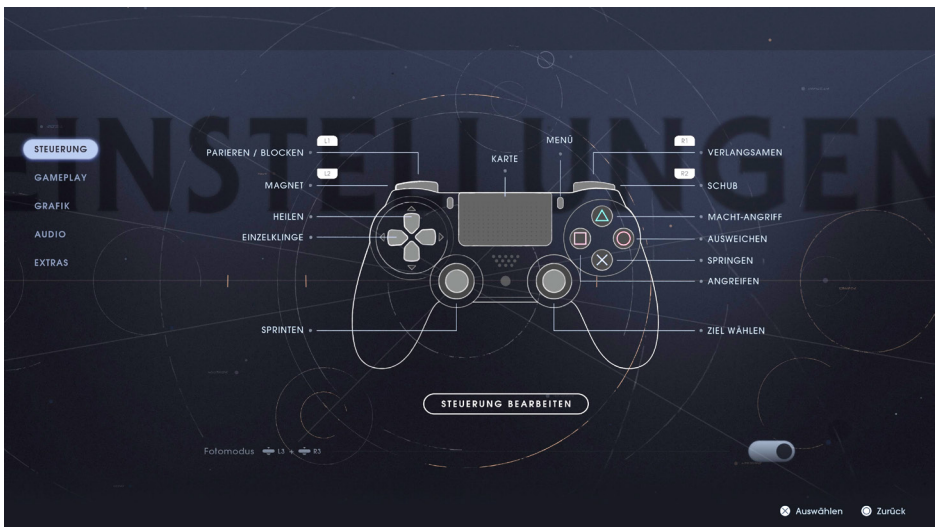 EINSTELLUNGEN
STEUERUNG
GAMEPLAY
GRAFIK
AUDIO
EXTRAS
L1
PARIEREN / BLOCKEN
L2
MAGNET
HEILEN
EINZELKLINGE
SPRINTEN
KARTE
MENÜ
R1
VERLANGSAMEN
R2
SCHUB
MACHT-ANGRIFF
AUSWEICHEN
SPRINGEN
ANGREIFEN
ZIEL WÄHLEN
STEUERUNG BEARBEITEN
Fotomodus L3 + R3
Auswählen Zurück